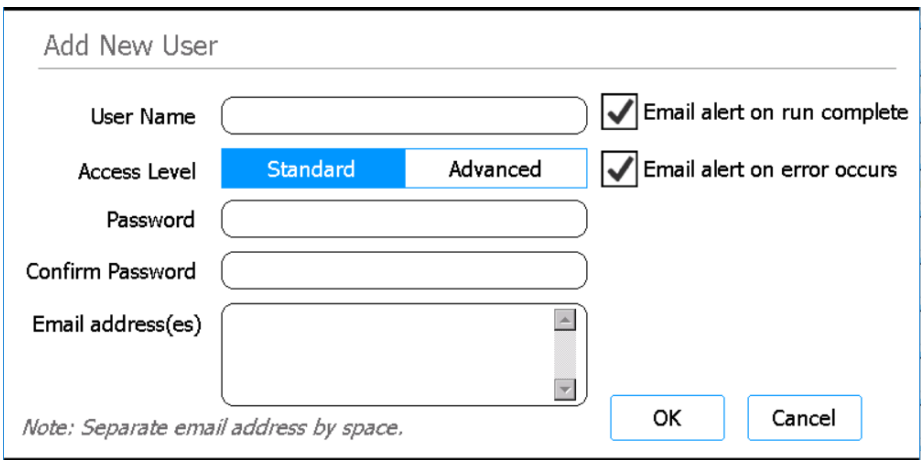 Add New User
User Name
Email alert on run complete
Access Level
Standard
Advanced
Email alert on error occurs
Password
Confirm Password
Email address(es)
Note: Separate email address by space.
OK
Cancel